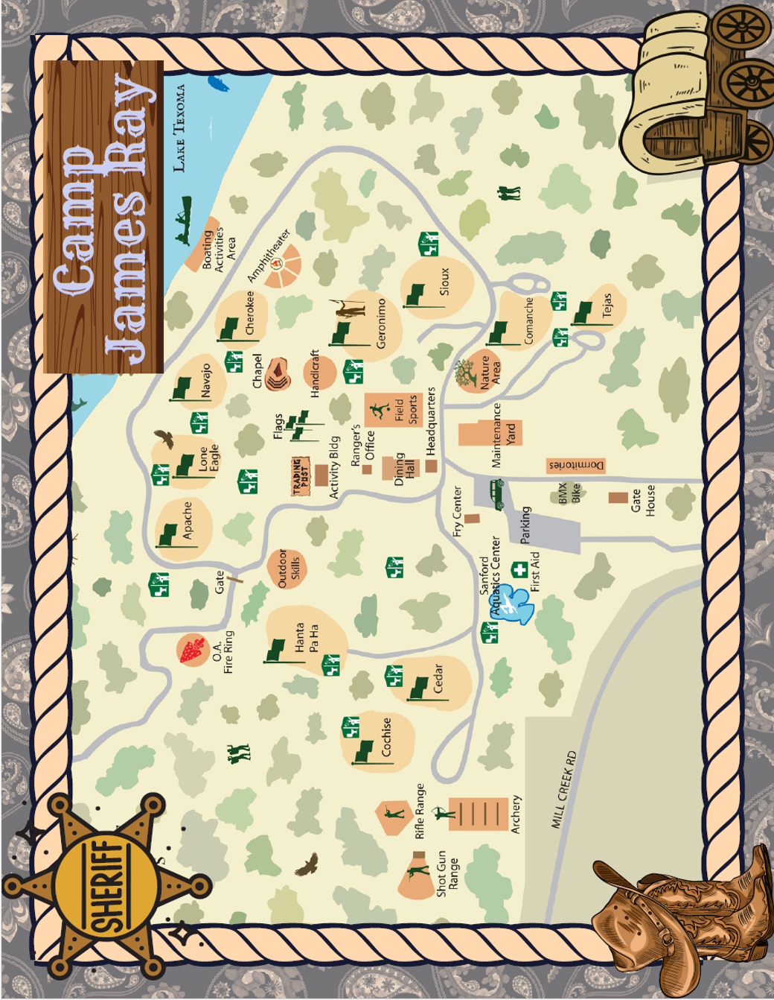 Camp
James Ray
LAKE TEXOMA
Boating
Activities
Area
Amphitheater
Cherokee
Navajo
Chapel
Handicraft
Geronimo
Sioux
Comanche
Tejas
Nature
Area
Lone
Eagle
Flags
TRADING
POST
Activity Bldg
Ranger's
Office
Field
Sports
Dining
Hall
Headquarters
Maintenance
Yard
Dormitories
Apache
Gate
Outdoor
Skills
Fry Center
Parking
BMX
Bike
Gate
House
Sanford
Aquatics Center
First Aid
O.A.
Fire Ring
Hanta
Pa Ha
Cedar
Cochise
Rifle Range
Archery
Shot Gun
Range
MILL CREEK RD
SHERIFF